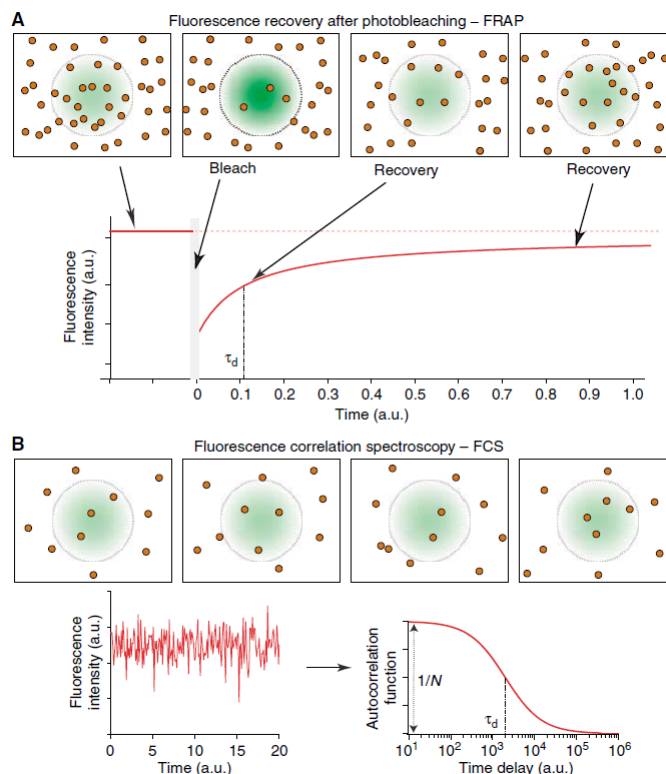 A
Fluorescence recovery after photobleaching – FRAP
Bleach
Recovery
Recovery
Fluorescence
intensity (a.u.)
τd
0 0.1 0.2 0.3 0.4 0.5 0.6 0.7 0.8 0.9 1.0
Time (a.u.)
B
Fluorescence correlation spectroscopy – FCS
Fluorescence
intensity (a.u.)
0 5 10 15 20
Time (a.u.)
Autocorrelation
function
1/N
τd
10¹ 10² 10³ 10⁴ 10⁵ 10⁶
Time delay (a.u.)